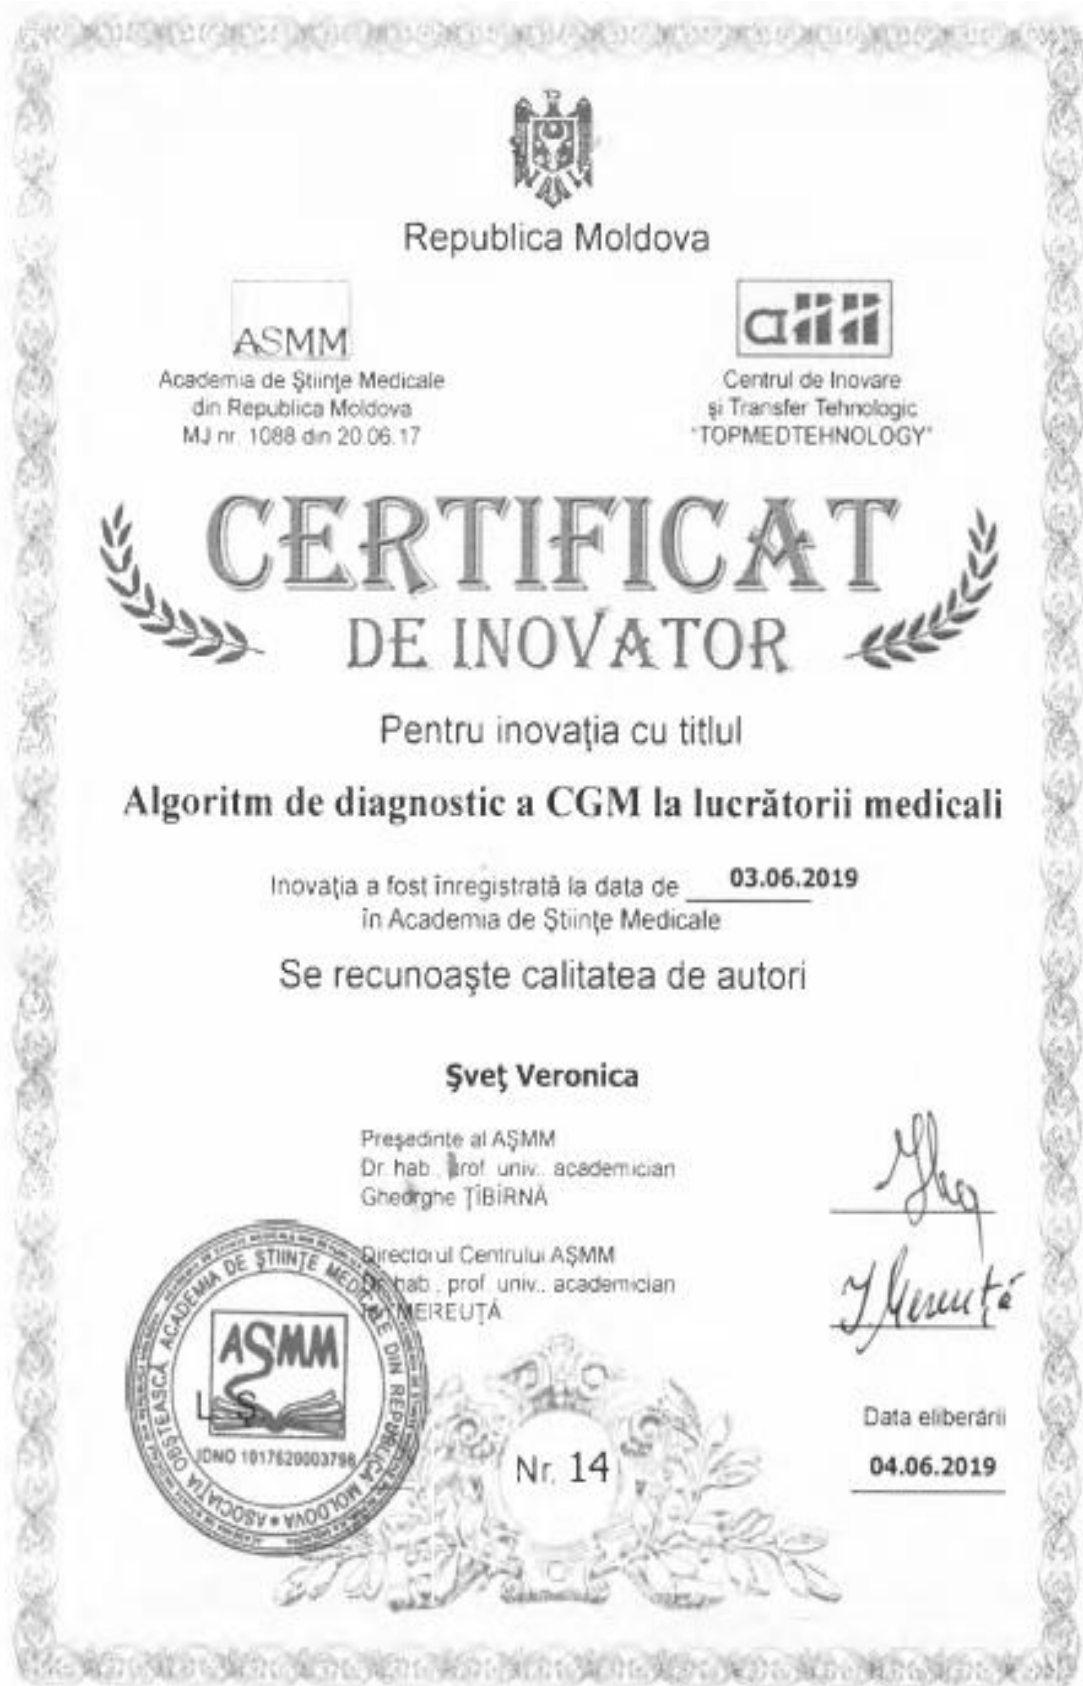 Republica Moldova
ASMM
Academia de Ştiinţe Medicale
din Republica Moldova
MJ nr. 1088 din 20.06.17
Centrul de Inovare
şi Transfer Tehnologic
"TOPMEDTEHNOLOGY"
CERTIFICAT
DE INOVATOR
Pentru inovaţia cu titlul
Algoritm de diagnostic a CGM la lucrătorii medicali
Inovaţia a fost înregistrată la data de 03.06.2019
în Academia de Ştiinţe Medicale
Se recunoaşte calitatea de autori
Şveţ Veronica
Preşedinte al AŞMM
Dr. hab., prof. univ., academician
Gheorghe ŢÎBÎRNĂ
Directorul Centrului AŞMM
Dr. hab., prof. univ., academician
MEREUŢĂ
I Mereuţă
ASOCIAŢIA OBŞTEASCĂ ACADEMIA DE ŞTIINŢE MEDICALE DIN REPUBLICA MOLDOVA
AŞMM
L Ş
IDNO 1017620003798
Nr. 14
Data eliberării
04.06.2019